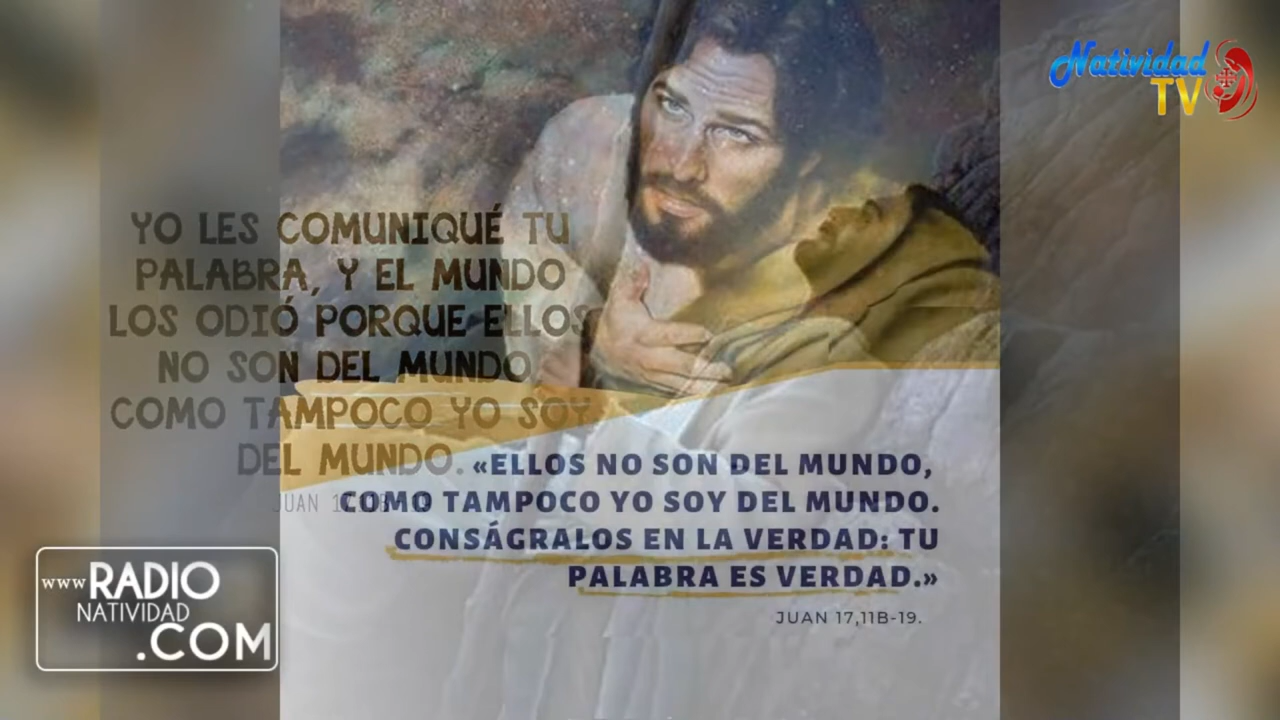 Natividad
TV
YO LES COMUNIQUÉ TU
PALABRA, Y EL MUNDO
LOS ODIÓ PORQUE ELLOS
NO SON DEL MUNDO
COMO TAMPOCO YO SOY
DEL MUNDO.
JUAN
«ELLOS NO SON DEL MUNDO,
COMO TAMPOCO YO SOY DEL MUNDO.
CONSÁGRALOS EN LA VERDAD: TU
PALABRA ES VERDAD.»
JUAN 17,11B-19.
www RADIO
NATIVIDAD
.COM